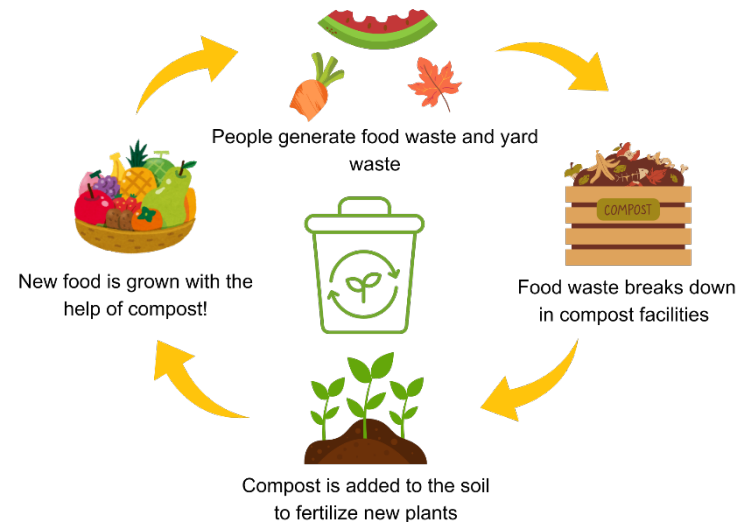 People generate food waste and yard
waste
COMPOST
Food waste breaks down
in compost facilities
Compost is added to the soil
to fertilize new plants
New food is grown with the
help of compost!